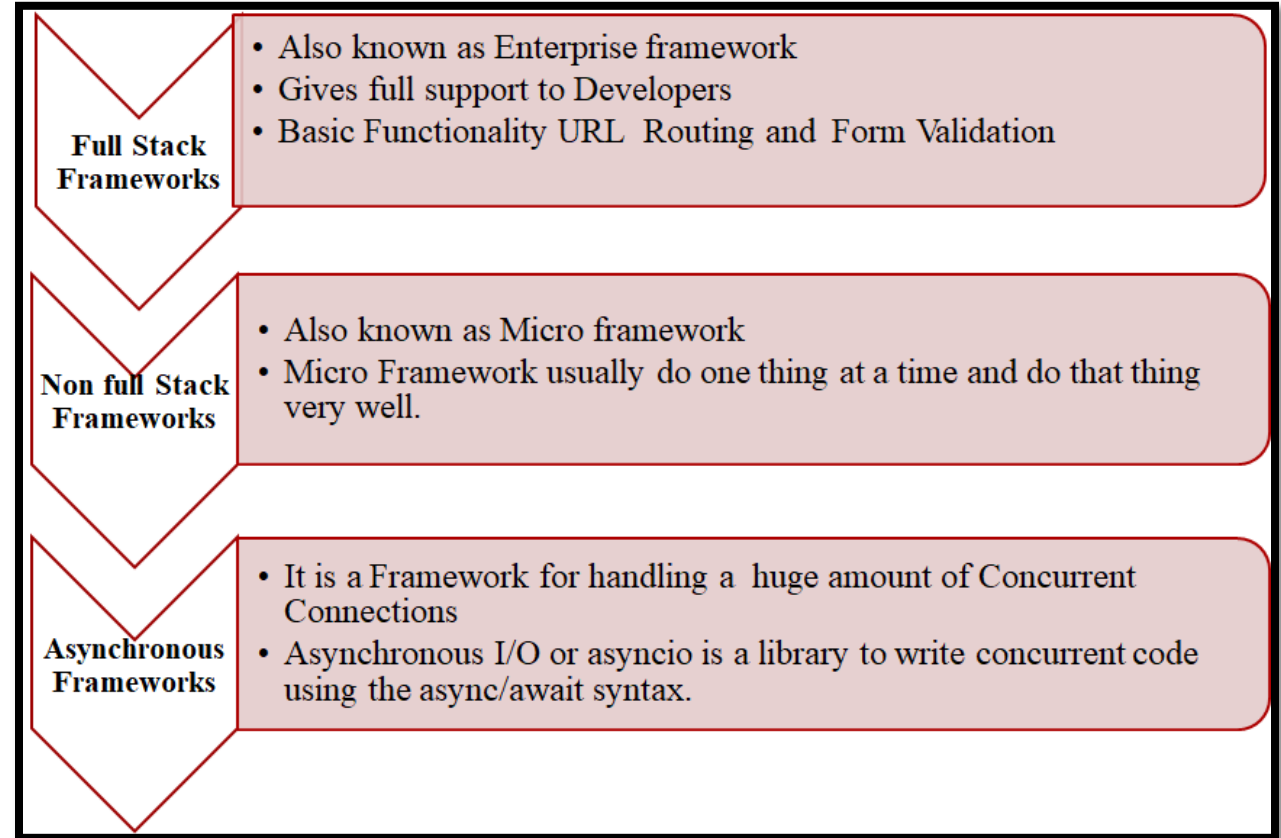 Full Stack
Frameworks
• Also known as Enterprise framework
• Gives full support to Developers
• Basic Functionality URL Routing and Form Validation
Non full Stack
Frameworks
• Also known as Micro framework
• Micro Framework usually do one thing at a time and do that thing
very well.
Asynchronous
Frameworks
• It is a Framework for handling a huge amount of Concurrent
Connections
• Asynchronous I/O or asyncio is a library to write concurrent code
using the async/await syntax.